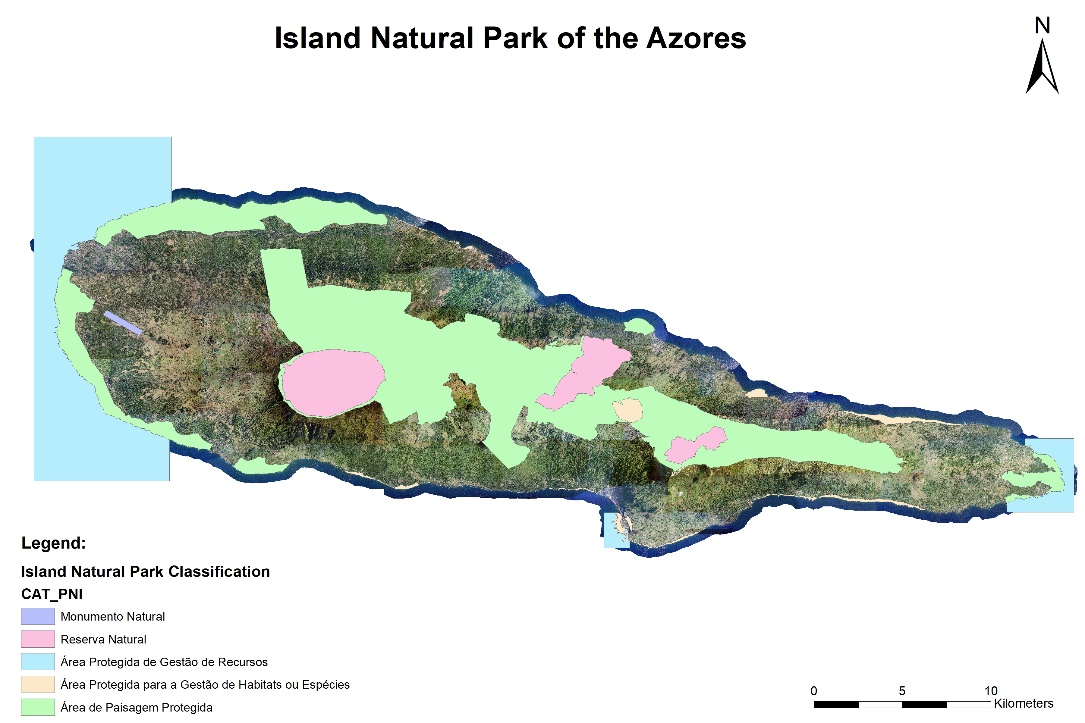 Island Natural Park of the Azores
N
Legend:
Island Natural Park Classification
CAT_PNI
Monumento Natural
Reserva Natural
Área Protegida de Gestão de Recursos
Área Protegida para a Gestão de Habitats ou Espécies
Área de Paisagem Protegida
0 5 10
Kilometers